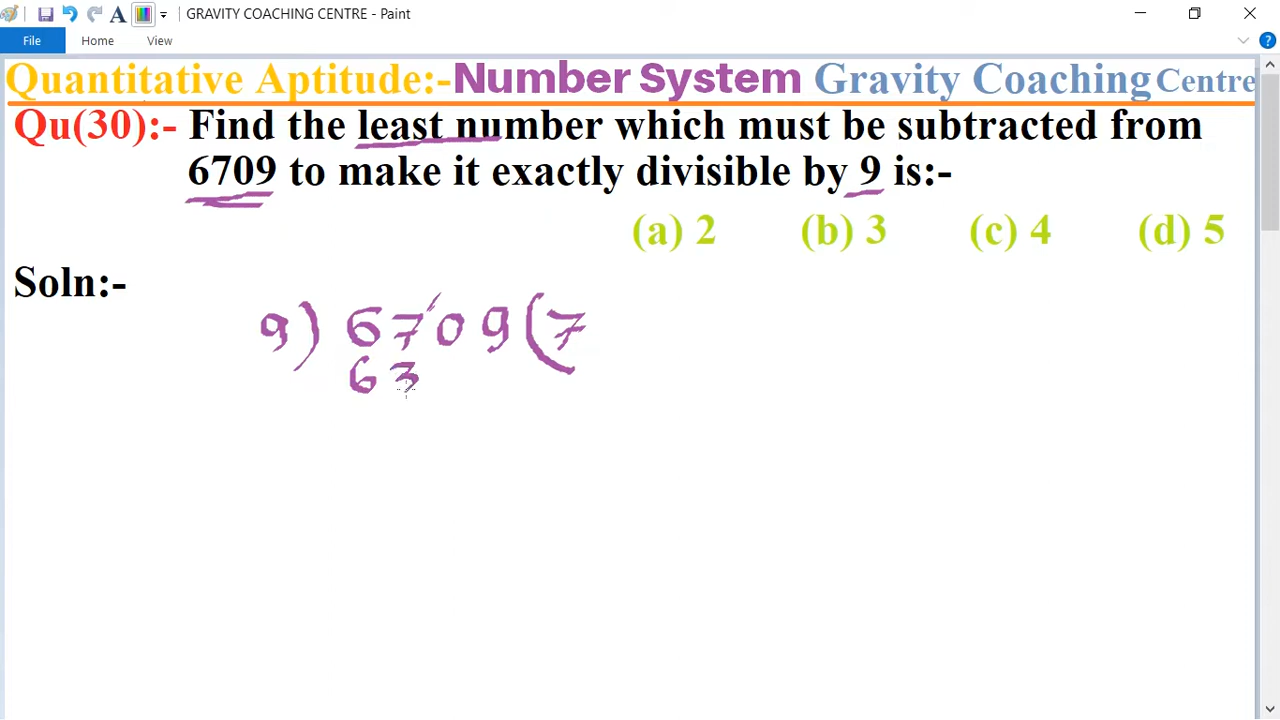 GRAVITY COACHING CENTRE - Paint
File Home View
Quantitative Aptitude:-Number System Gravity Coaching Centre
Qu(30):- Find the least number which must be subtracted from
6709 to make it exactly divisible by 9 is:-
(a) 2 (b) 3 (c) 4 (d) 5
Soln:-
9) 6709 (7
63